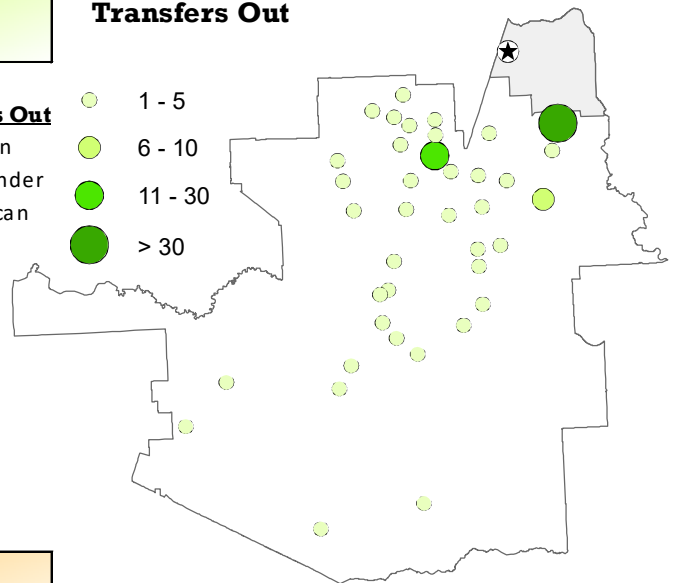 Transfers Out
s Out
n
nder
can
1 - 5
6 - 10
11 - 30
> 30